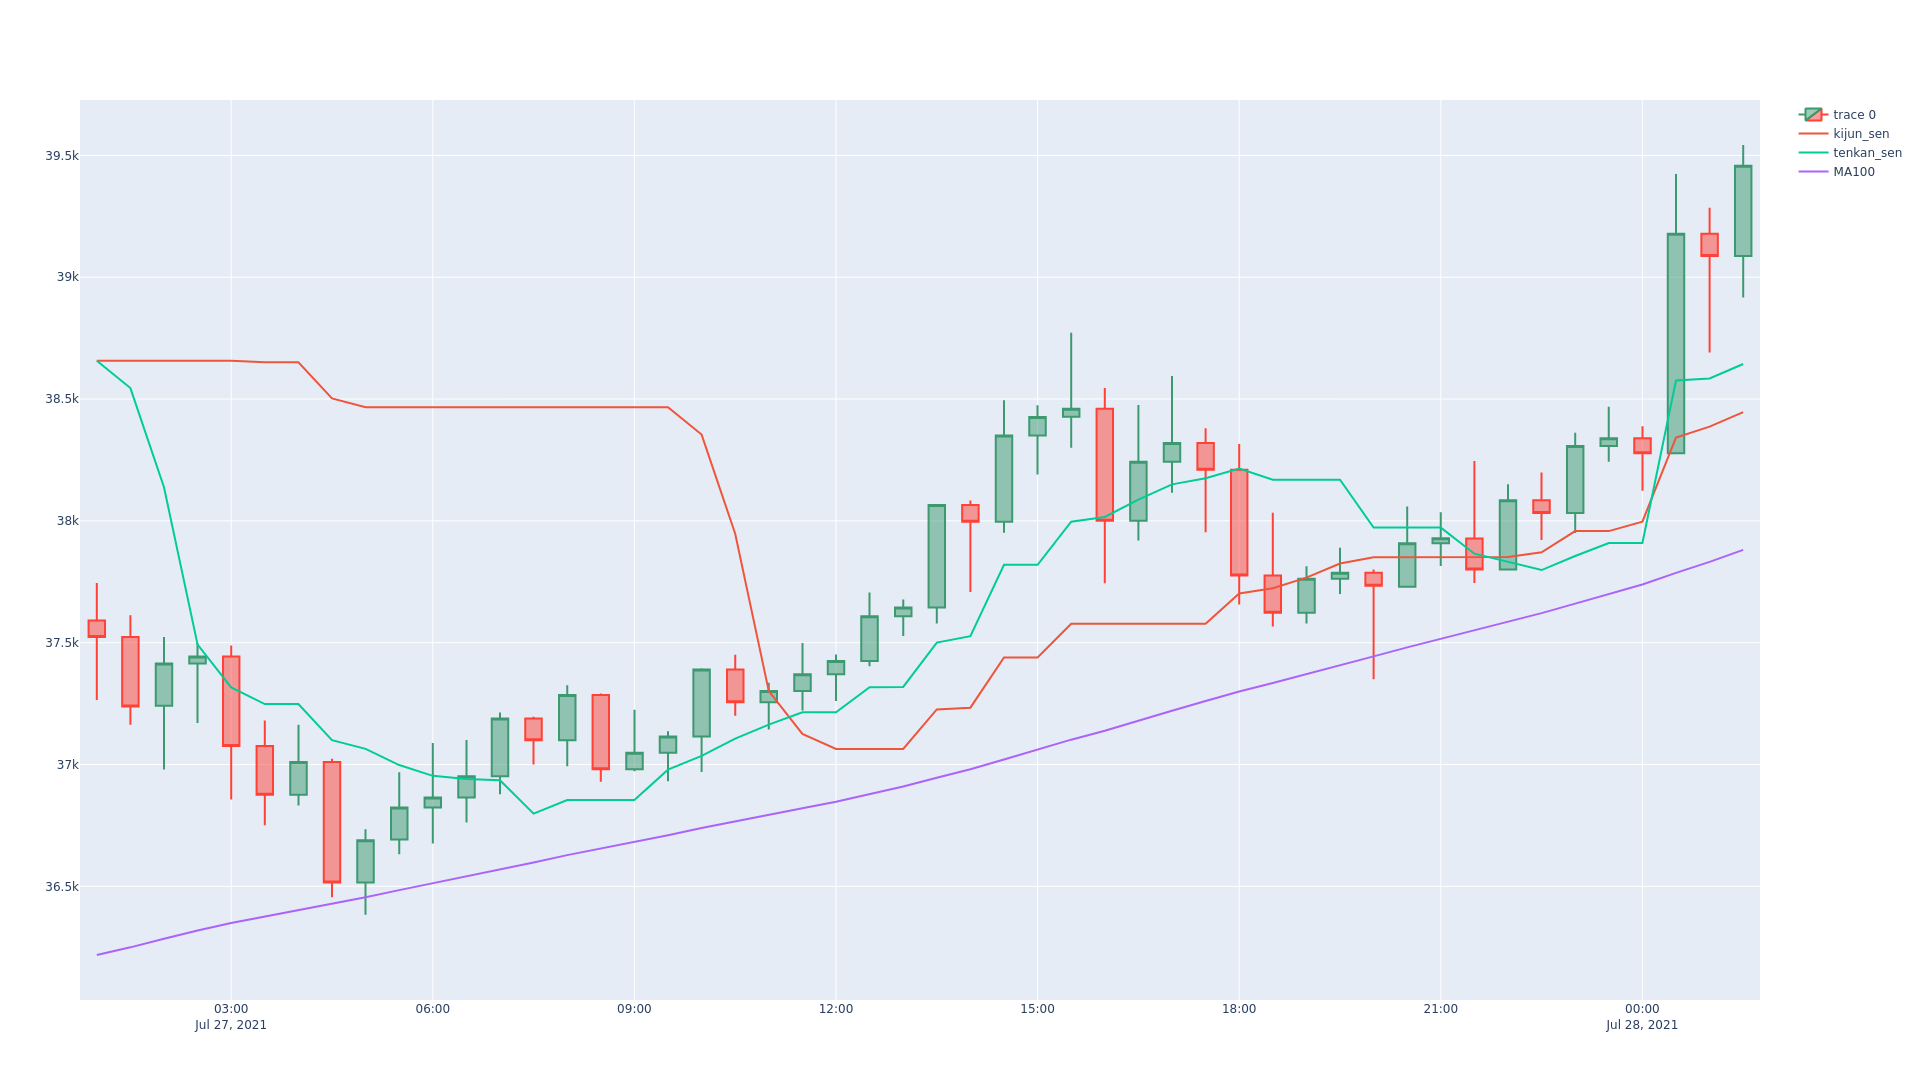 trace 0
kijun_sen
tenkan_sen
MA100
39.5k
39k
38.5k
38k
37.5k
37k
36.5k
03:00 06:00 09:00 12:00 15:00 18:00 21:00 00:00
Jul 27, 2021 Jul 28, 2021